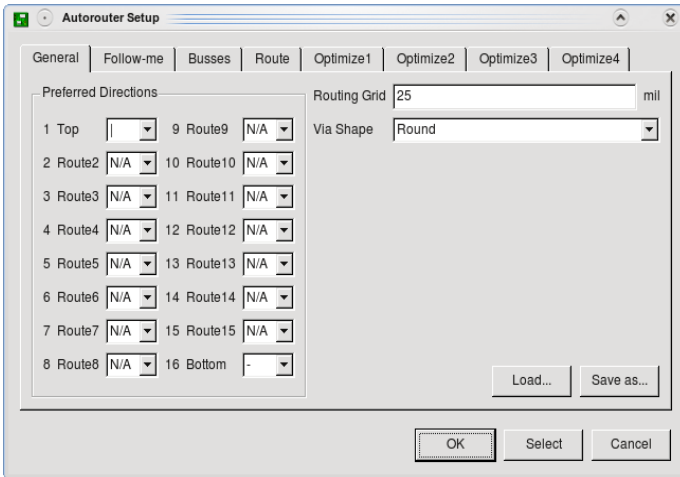 Autorouter Setup
General Follow-me Busses Route Optimize1 Optimize2 Optimize3 Optimize4
Preferred Directions Routing Grid 25 mil
1 Top | 9 Route9 N/A Via Shape Round
2 Route2 N/A 10 Route10 N/A
3 Route3 N/A 11 Route11 N/A
4 Route4 N/A 12 Route12 N/A
5 Route5 N/A 13 Route13 N/A
6 Route6 N/A 14 Route14 N/A
7 Route7 N/A 15 Route15 N/A
8 Route8 N/A 16 Bottom -
Load... Save as...
OK Select Cancel